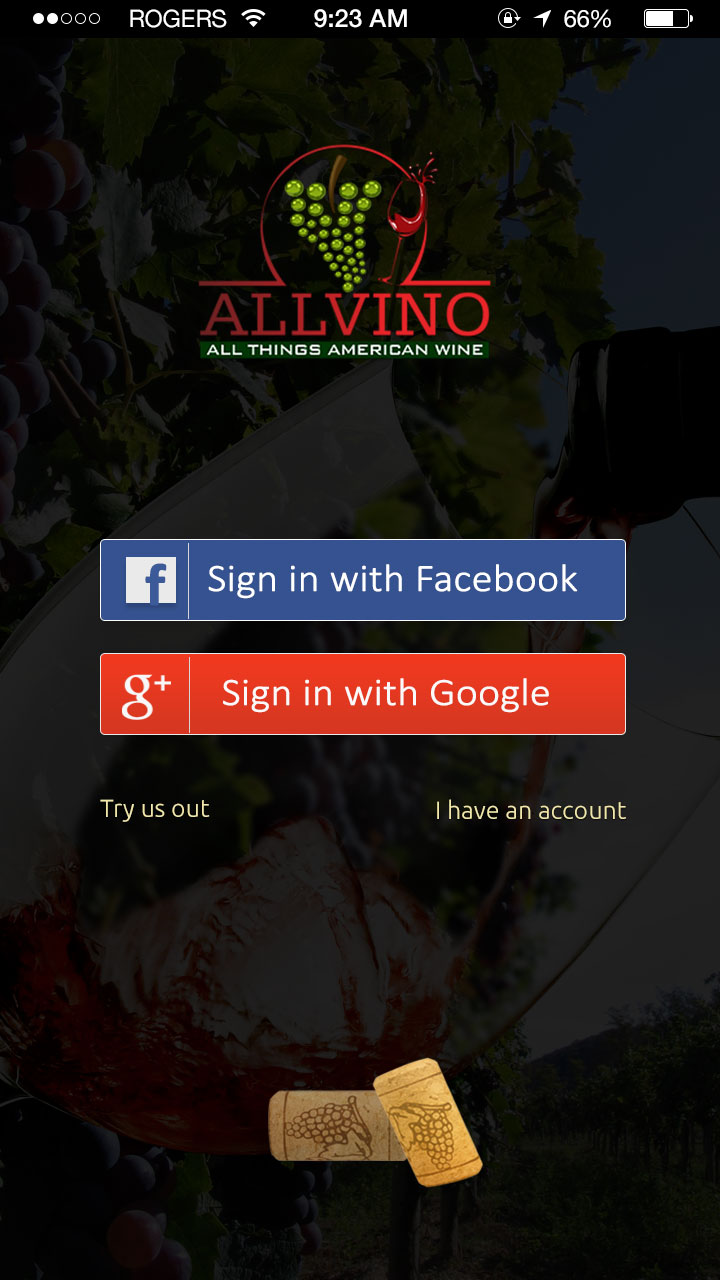 ROGERS 9:23 AM 66%
ALLVINO
ALL THINGS AMERICAN WINE
f Sign in with Facebook
g+ Sign in with Google
Try us out I have an account